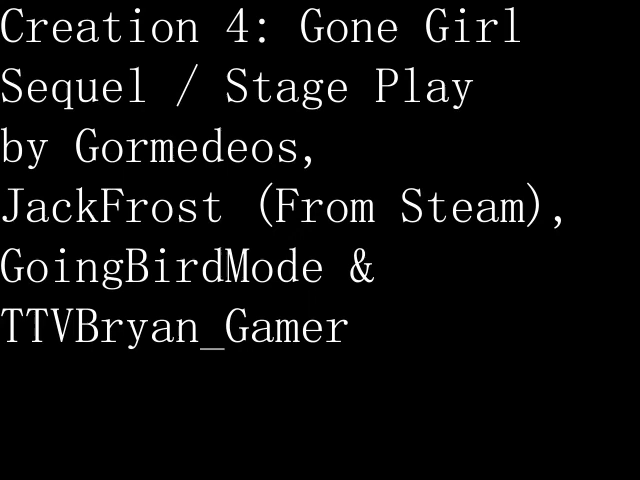 Creation 4: Gone Girl
Sequel / Stage Play
by Gormedeos,
JackFrost (From Steam),
GoingBirdMode &
TTVBryan_Gamer